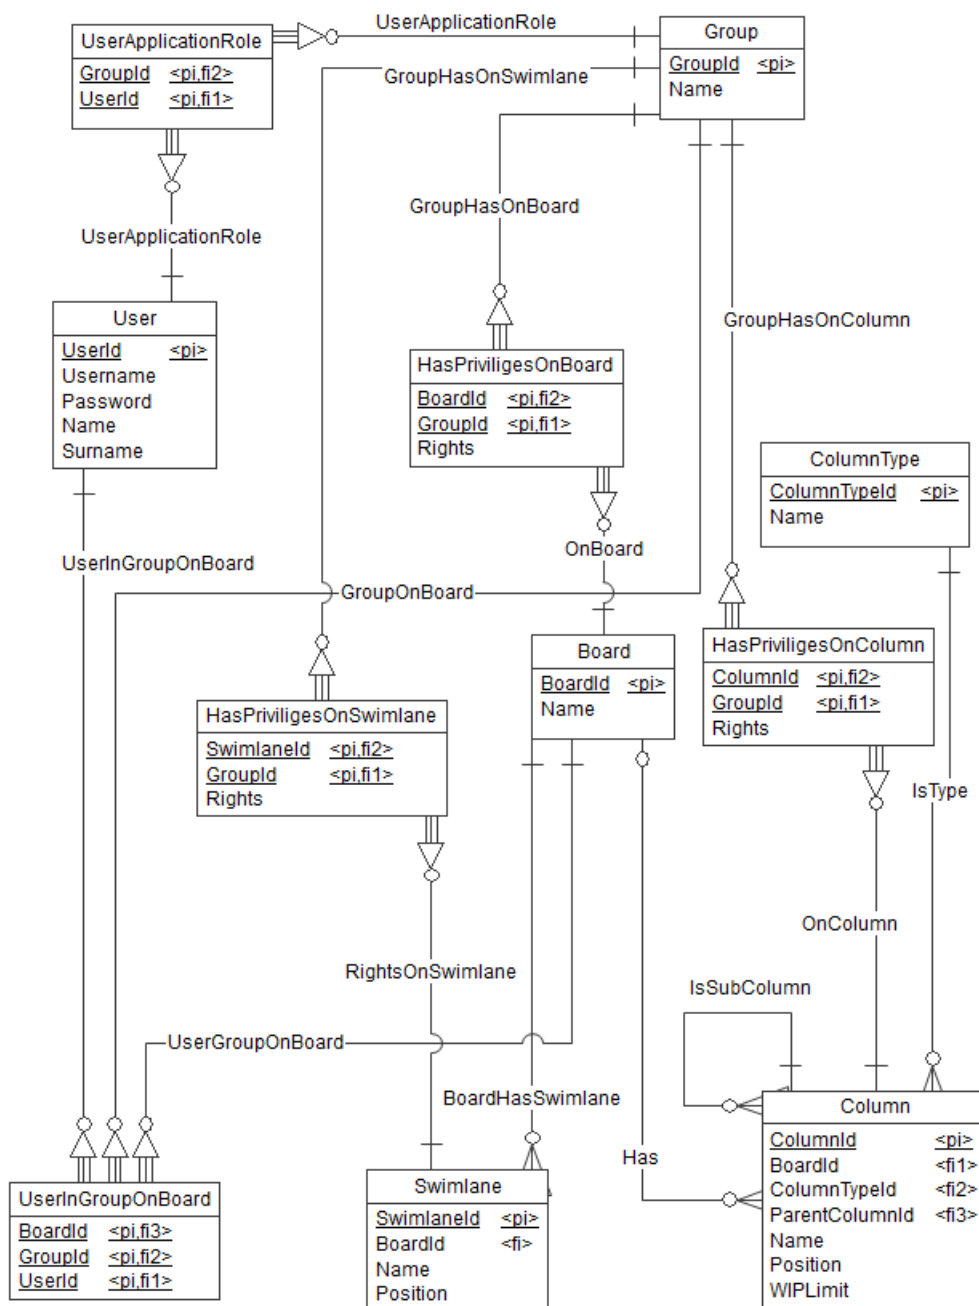 UserApplicationRole
GroupId <pi,fi2>
UserId <pi,fi1>
UserApplicationRole
Group
GroupId <pi>
Name
GroupHasOnSwimlane
GroupHasOnBoard
UserApplicationRole
User
UserId <pi>
Username
Password
Name
Surname
GroupHasOnColumn
HasPriviligesOnBoard
BoardId <pi,fi2>
GroupId <pi,fi1>
Rights
ColumnType
ColumnTypeId <pi>
Name
OnBoard
UserInGroupOnBoard
GroupOnBoard
Board
BoardId <pi>
Name
HasPriviligesOnColumn
ColumnId <pi,fi2>
GroupId <pi,fi1>
Rights
HasPriviligesOnSwimlane
SwimlaneId <pi,fi2>
GroupId <pi,fi1>
Rights
IsType
OnColumn
RightsOnSwimlane
IsSubColumn
UserGroupOnBoard
BoardHasSwimlane
Has
Column
ColumnId <pi>
BoardId <fi1>
ColumnTypeId <fi2>
ParentColumnId <fi3>
Name
Position
WIPLimit
Swimlane
SwimlaneId <pi>
BoardId <fi>
Name
Position
UserInGroupOnBoard
BoardId <pi,fi3>
GroupId <pi,fi2>
UserId <pi,fi1>